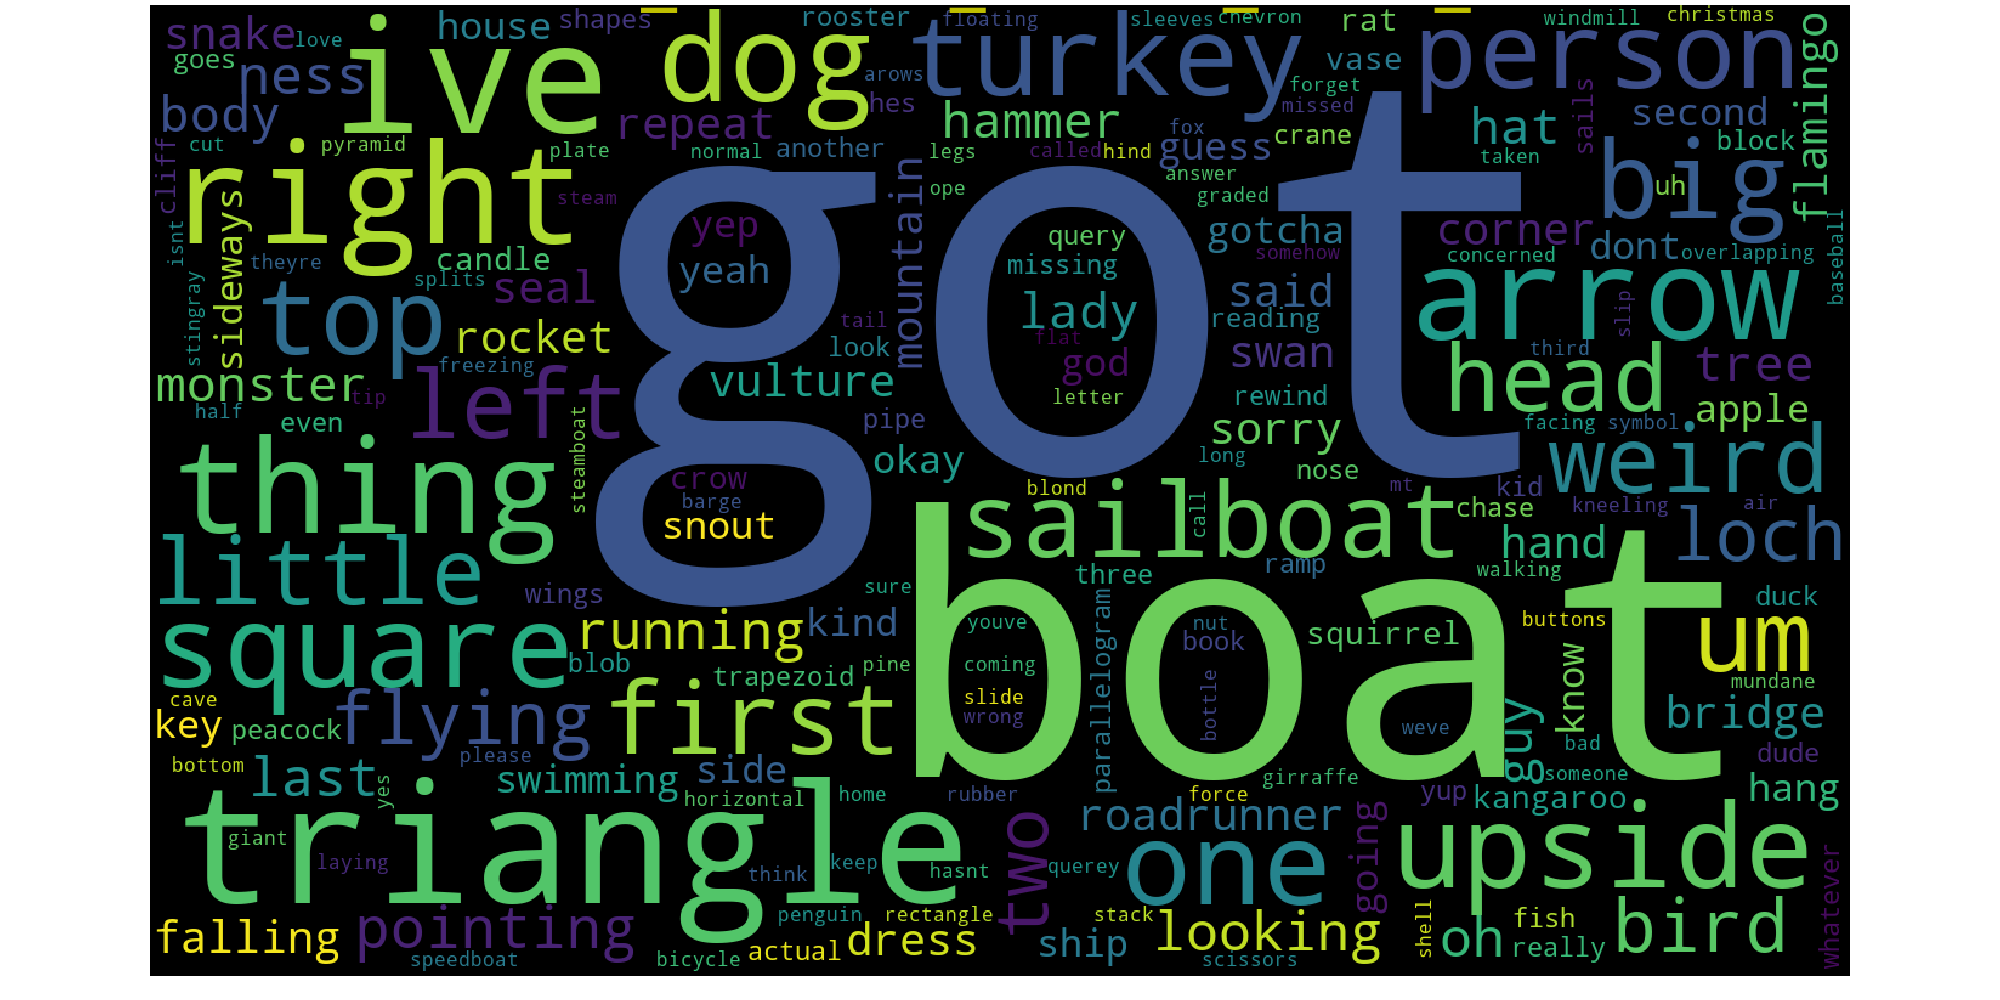 snake
love
house
shapes
rooster
floating
sleeves
chevron
rat
windmill
christmas
goes
ness
ive
dog
arows
turkey
forget
vase
person
flamingo
body
repeat
hes
hammer
missed
hat
second
sails
cut
pyramid
plate
normal
another
legs
called
hind
fox
guess
crane
answer
taken
block
cliff
right
steam
got
mountain
ope
graded
big
uh
isnt
sideways
theyre
candle
splits
seal
yep
yeah
query
missing
gotcha
somehow
corner
concerned
dont
overlapping
baseball
stingray
top
rocket
freezing
tail
look
lady
flat
god
letter
said
reading
swan
arrow
slip
third
head
tree
monster
tip
half
even
left
steamboat
vulture
pipe
okay
rewind
sorry
long
nose
facing
symbol
apple
weird
thing
crow
barge
snout
blond
sailboat
call
mt
kid
chase
kneeling
air
loch
little
wings
sure
three
ramp
hand
walking
duck
square
running
kind
youve
parallelogram
nut
book
squirrel
buttons
um
blob
trapezoid
pine
coming
slide
wrong
bottle
boat
weve
know
mundane
cave
key
peacock
flying
first
guy
bad
bridge
bottom
last
please
swimming
side
girraffe
someone
dude
yes
horizontal
home
rubber
force
yup
kangaroo
hang
giant
laying
triangle
think
keep
hasnt
two
querey
roadrunner
one
going
upside
whatever
falling
pointing
speedboat
bicycle
actual
penguin
dress
rectangle
stack
ship
looking
scissors
shell
oh
fish
really
bird